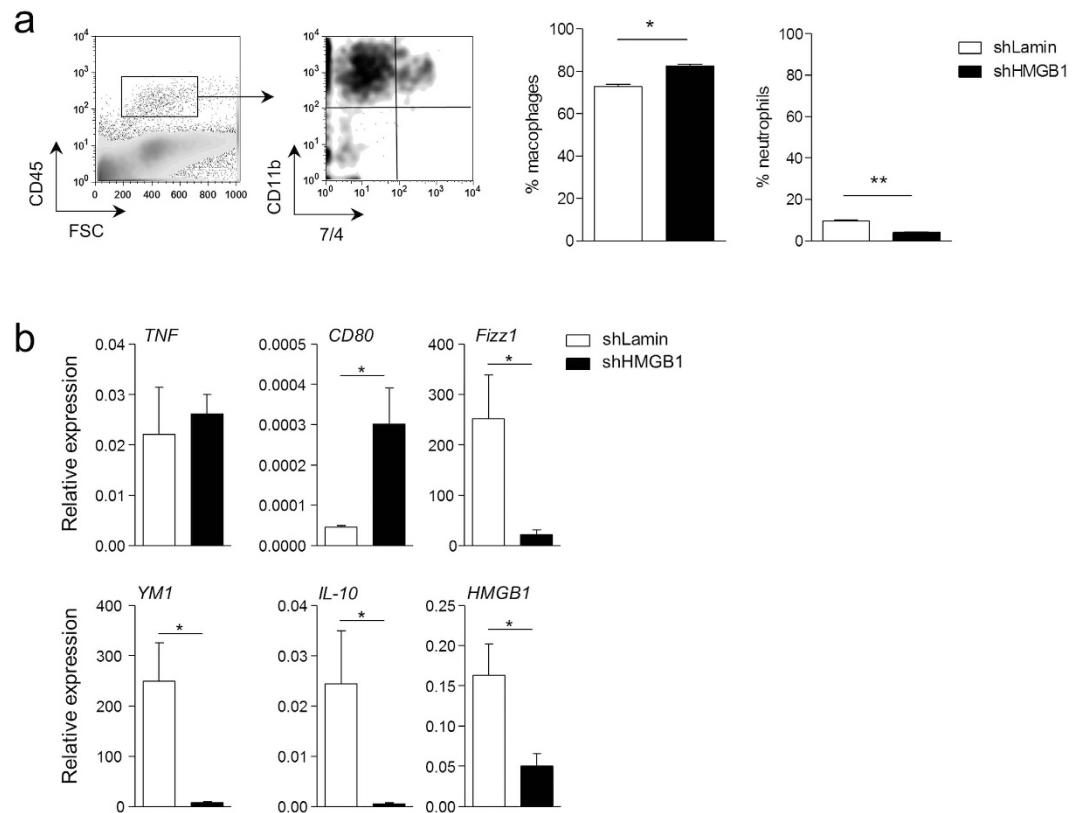 a
10⁴
10³
10²
10¹
10⁰
0 200 400 600 800 1000
CD45
FSC
10⁴
10³
10²
10¹
10⁰
10⁰ 10¹ 10² 10³ 10⁴
CD11b
7/4
100
80
60
40
20
0
% macophages
*
100
80
60
40
20
0
% neutrophils
**
shLamin
shHMGB1
b
Relative expression
TNF
0.04
0.03
0.02
0.01
0.00
CD80
0.0005
0.0004
0.0003
0.0002
0.0001
0.0000
*
Fizz1
400
300
200
100
0
*
shLamin
shHMGB1
Relative expression
YM1
400
300
200
100
0
*
IL-10
0.04
0.03
0.02
0.01
0.00
*
HMGB1
0.25
0.20
0.15
0.10
0.05
0.00
*